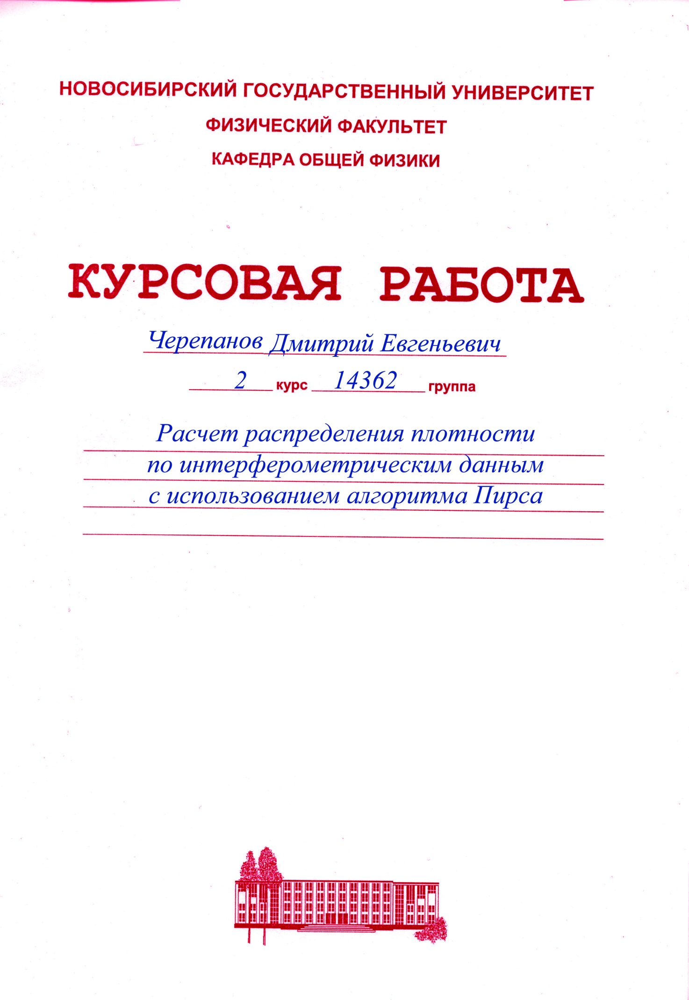 НОВОСИБИРСКИЙ ГОСУДАРСТВЕННЫЙ УНИВЕРСИТЕТ
ФИЗИЧЕСКИЙ ФАКУЛЬТЕТ
КАФЕДРА ОБЩЕЙ ФИЗИКИ
КУРСОВАЯ РАБОТА
Черепанов Дмитрий Евгеньевич
2 курс 14362 группа
Расчет распределения плотности
по интерферометрическим данным
с использованием алгоритма Пирса